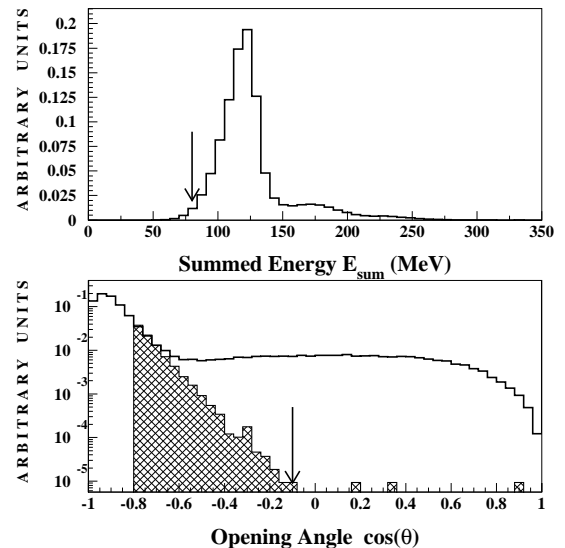 ARBITRARY UNITS
0.2
0.175
0.15
0.125
0.1
0.075
0.05
0.025
0
0 50 100 150 200 250 300 350
Summed Energy E_sum (MeV)
ARBITRARY UNITS
10 -1
10 -2
10 -3
10 -4
10 -5
-1 -0.8 -0.6 -0.4 -0.2 0 0.2 0.4 0.6 0.8 1
Opening Angle cos(θ)